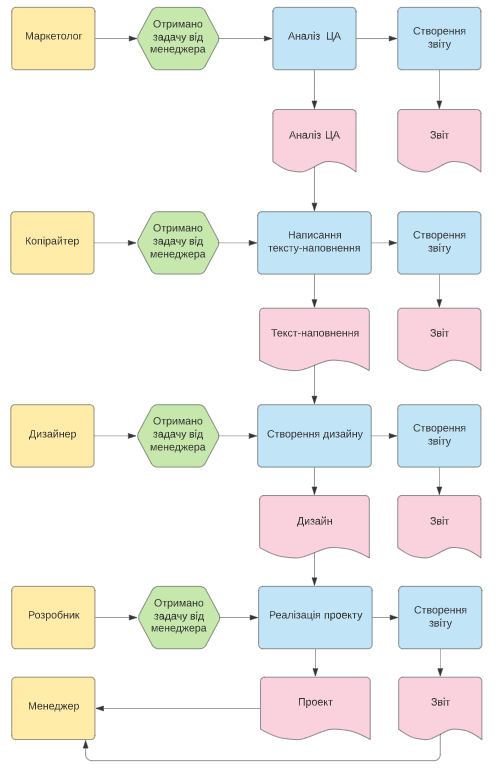 Маркетолог
Отримано
задачу від
менеджера
Аналіз ЦА
Створення
звіту
Аналіз ЦА
Звіт
Копірайтер
Отримано
задачу від
менеджера
Написання
тексту-наповнення
Створення
звіту
Текст-наповнення
Звіт
Дизайнер
Отримано
задачу від
менеджера
Створення дизайну
Створення
звіту
Дизайн
Звіт
Розробник
Отримано
задачу від
менеджера
Реалізація проекту
Створення
звіту
Менеджер
Проект
Звіт